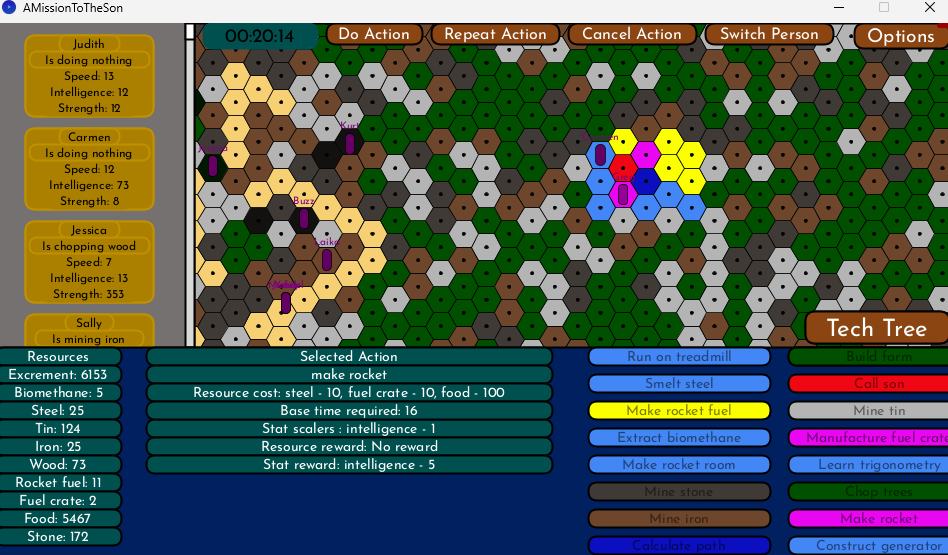 AMissionToTheSon
00:20:14
Do Action
Repeat Action
Cancel Action
Switch Person
Options
Judith
Is doing nothing
Speed: 13
Intelligence: 12
Strength: 12
Carmen
Is doing nothing
Speed: 12
Intelligence: 73
Strength: 8
Jessica
Is chopping wood
Speed: 7
Intelligence: 13
Strength: 353
Sally
Is mining iron
Buzz
Laika
Tech Tree
Resources
Excrement: 6153
Biomethane: 5
Steel: 25
Tin: 124
Iron: 25
Wood: 73
Rocket fuel: 11
Fuel crate: 2
Food: 5467
Stone: 172
Selected Action
make rocket
Resource cost: steel - 10, fuel crate - 10, food - 100
Base time required: 16
Stat scalers : intelligence - 1
Resource reward: No reward
Stat reward: intelligence - 5
Run on treadmill
Smelt steel
Make rocket fuel
Extract biomethane
Make rocket room
Mine stone
Mine iron
Calculate path
Build farm
Call son
Mine tin
Manufacture fuel crate
Learn trigonometry
Chop trees
Make rocket
Construct generator